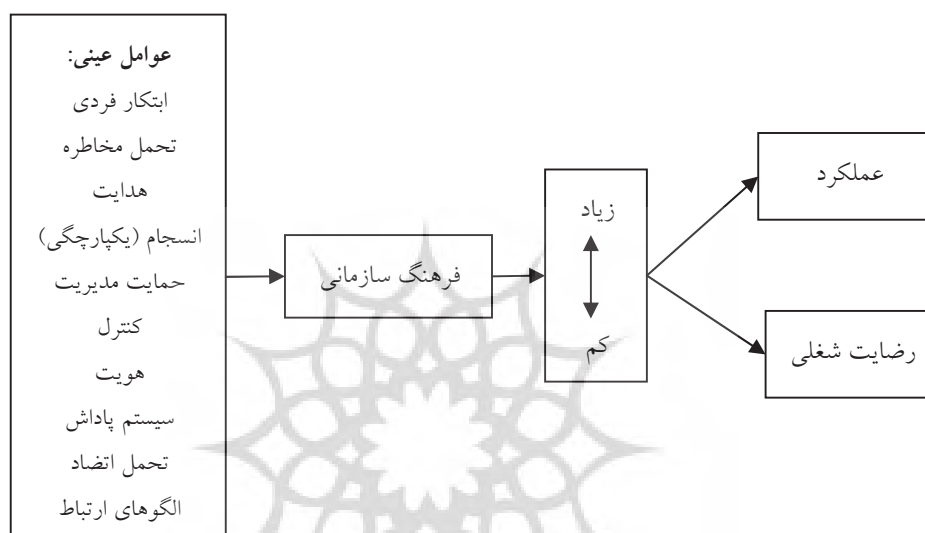 عوامل عینی:
ابتکار فردی
تحمل مخاطره
هدایت
انسجام (یکپارچگی)
حمایت مدیریت
کنترل
هویت
سیستم پاداش
تحمل اتضاد
الگوهای ارتباط
فرهنگ سازمانی
زیاد
کم
عملکرد
رضایت شغلی